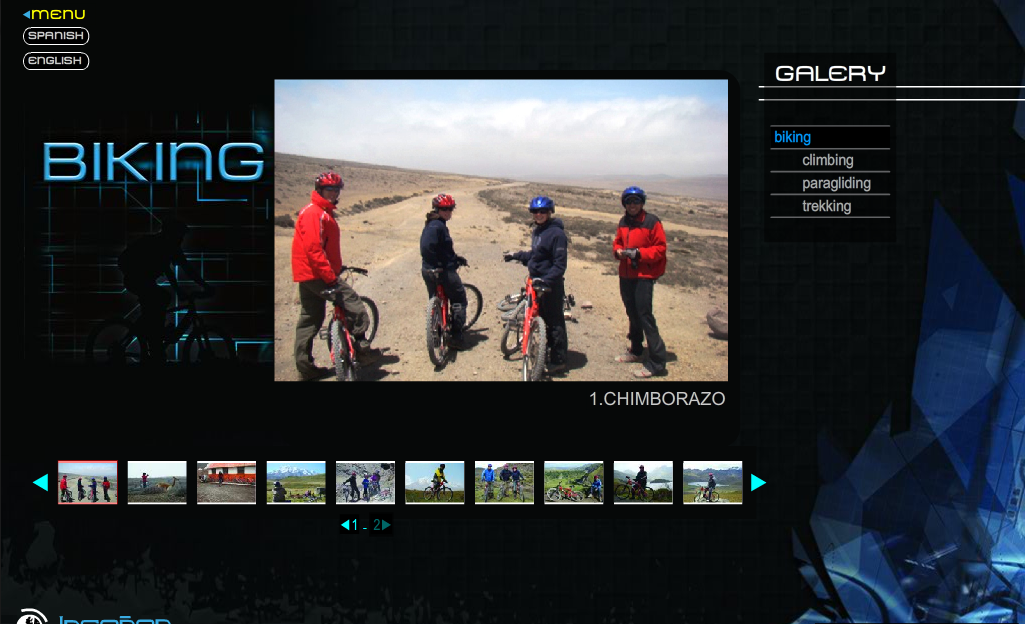 MENU
SPANISH
ENGLISH
GALERY
biking
climbing
paragliding
trekking
BIKING
1.CHIMBORAZO
1 - 2